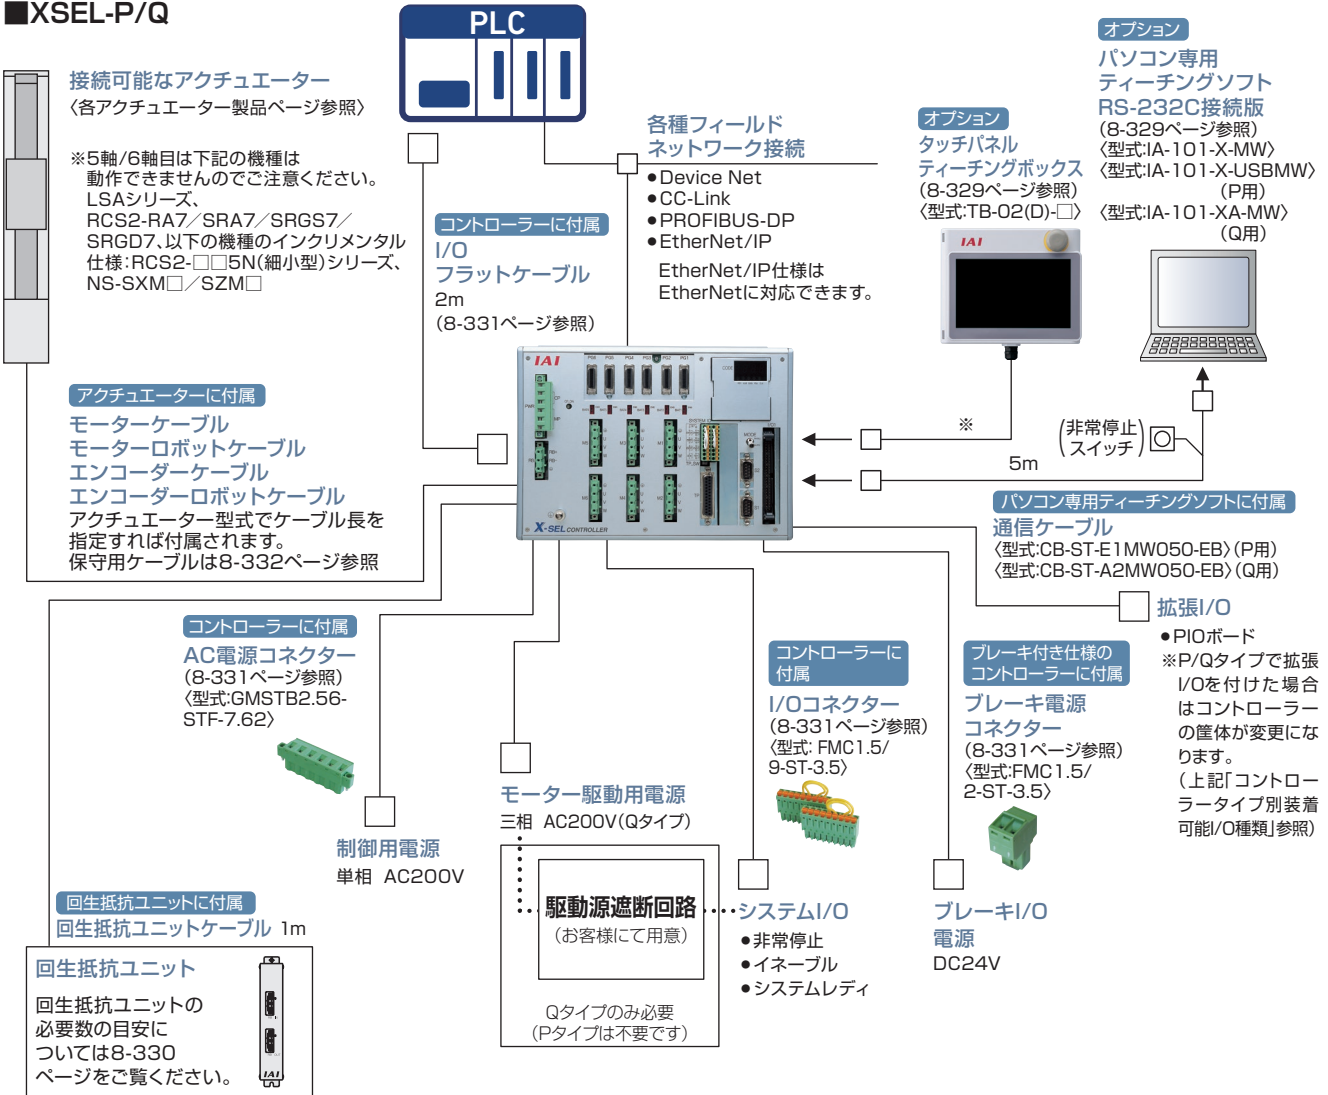 ■XSEL-P/Q
PLC
接続可能なアクチュエーター
〈各アクチュエーター製品ページ参照〉
※5軸/6軸目は下記の機種は
動作できませんのでご注意ください。
LSAシリーズ、
RCS2-RA7／SRA7／SRGS7／
SRGD7、以下の機種のインクリメンタル
仕様：RCS2-□□5N(細小型)シリーズ、
NS-SXM□／SZM□
コントローラーに付属
I/O
フラットケーブル
2m
(8-331ページ参照)
各種フィールド
ネットワーク接続
●Device Net
●CC-Link
●PROFIBUS-DP
●EtherNet/IP
EtherNet/IP仕様は
EtherNetに対応できます。
オプション
タッチパネル
ティーチングボックス
(8-329ページ参照)
〈型式:TB-02(D)-□〉
IAI
オプション
パソコン専用
ティーチングソフト
RS-232C接続版
(8-329ページ参照)
〈型式:IA-101-X-MW〉
〈型式:IA-101-X-USBMW〉
(P用)
〈型式:IA-101-XA-MW〉
(Q用)
※
5m
(非常停止
スイッチ)
IAI
PG6 PG5 PG4 PG3 PG2 PG1
CODE
MODE
X-SEL CONTROLLER
アクチュエーターに付属
モーターケーブル
モーターロボットケーブル
エンコーダーケーブル
エンコーダーロボットケーブル
アクチュエーター型式でケーブル長を
指定すれば付属されます。
保守用ケーブルは8-332ページ参照
パソコン専用ティーチングソフトに付属
通信ケーブル
〈型式:CB-ST-E1MW050-EB〉(P用)
〈型式:CB-ST-A2MW050-EB〉(Q用)
拡張I/O
●PIOボード
※P/Qタイプで拡張
I/Oを付けた場合
はコントローラー
の筐体が変更にな
ります。
(上記「コントロー
ラータイプ別装着
可能I/O種類」参照)
コントローラーに付属
AC電源コネクター
(8-331ページ参照)
〈型式:GMSTB2.56-
STF-7.62〉
制御用電源
単相 AC200V
モーター駆動用電源
三相 AC200V(Qタイプ)
駆動源遮断回路
(お客様にて用意)
Qタイプのみ必要
(Pタイプは不要です)
コントローラーに
付属
I/Oコネクター
(8-331ページ参照)
〈型式: FMC1.5/
9-ST-3.5〉
システムI/O
●非常停止
●イネーブル
●システムレディ
ブレーキ付き仕様の
コントローラーに付属
ブレーキ電源
コネクター
(8-331ページ参照)
〈型式:FMC1.5/
2-ST-3.5〉
ブレーキI/O
電源
DC24V
回生抵抗ユニットに付属
回生抵抗ユニットケーブル 1m
回生抵抗ユニット
回生抵抗ユニットの
必要数の目安に
ついては8-330
ページをご覧ください。
IAI